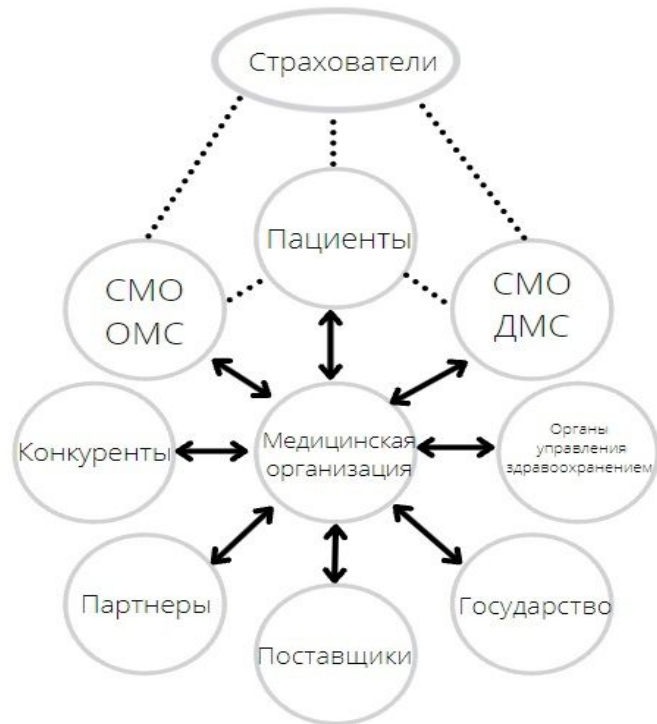 Страхователи
Пациенты
СМО
ОМС
СМО
ДМС
Конкуренты
Медицинская
организация
Органы
управления
здравоохранением
Партнеры
Поставщики
Государство